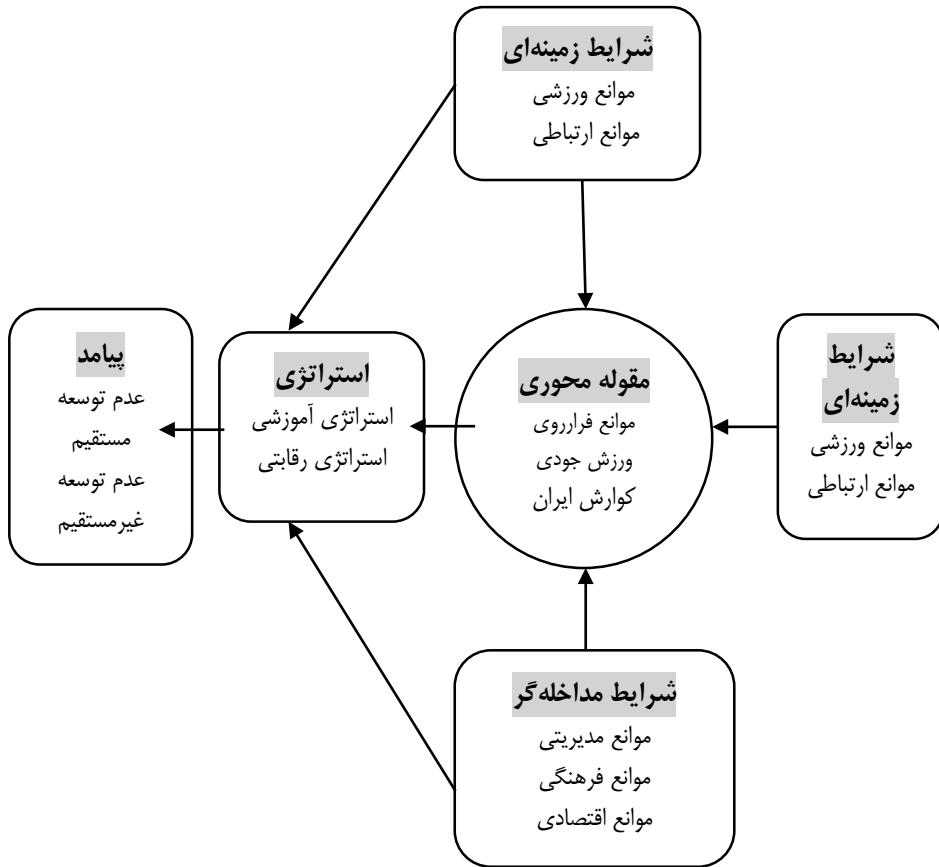 شرایط زمینه‌ای
موانع ورزشی
موانع ارتباطی
شرایط
زمینه‌ای
موانع ورزشی
موانع ارتباطی
مقوله محوری
موانع فرارروی
ورزش جودی
کوارش ایران
استراتژی
استراتژی آموزشی
استراتژی رقابتی
پیامد
عدم توسعه
مستقیم
عدم توسعه
غیرمستقیم
شرایط مداخله‌گر
موانع مدیریتی
موانع فرهنگی
موانع اقتصادی